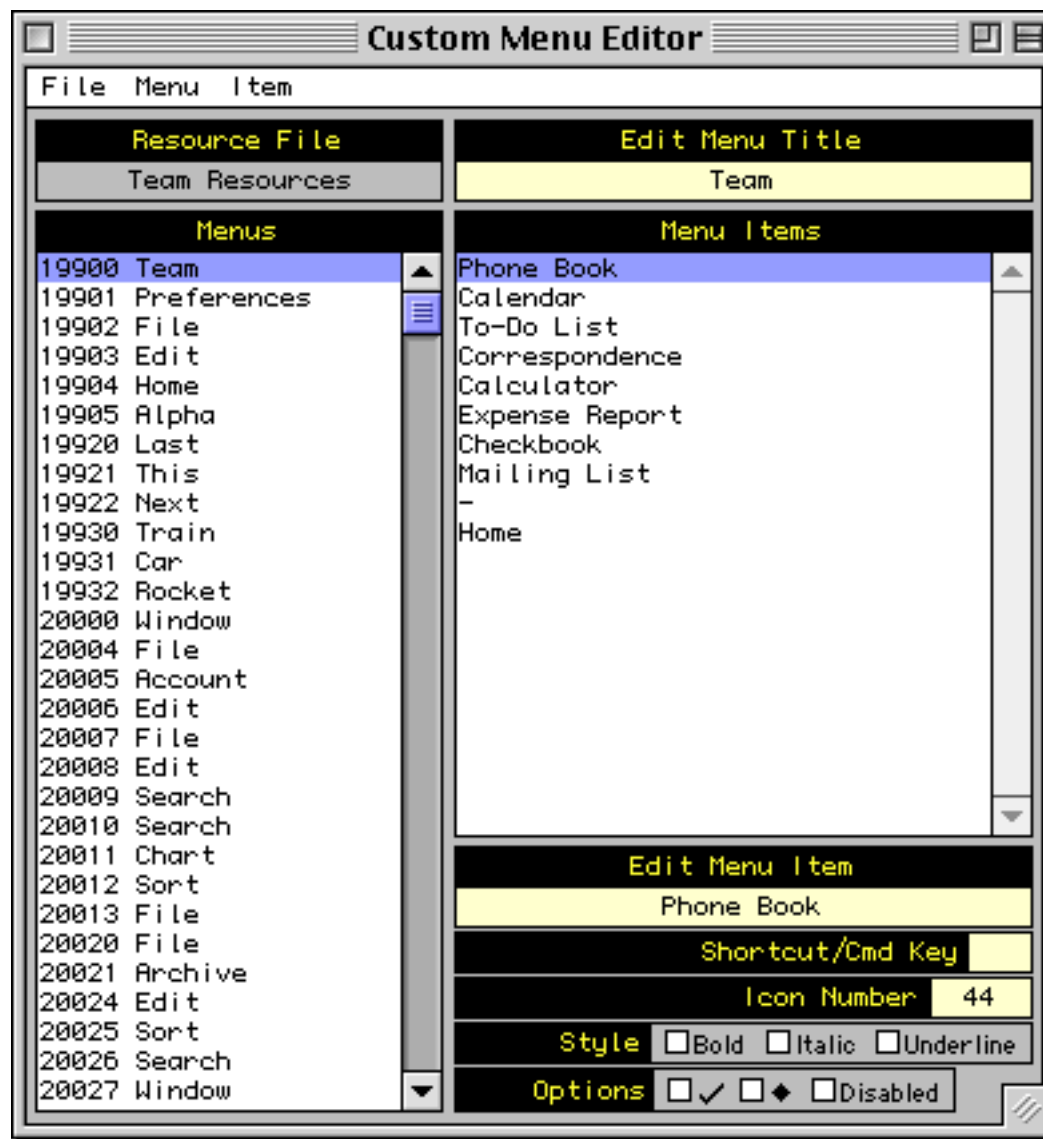 Custom Menu Editor
File Menu Item
Resource File
Team Resources
Edit Menu Title
Team
Menus
19900 Team
19901 Preferences
19902 File
19903 Edit
19904 Home
19905 Alpha
19920 Last
19921 This
19922 Next
19930 Train
19931 Car
19932 Rocket
20000 Window
20004 File
20005 Account
20006 Edit
20007 File
20008 Edit
20009 Search
20010 Search
20011 Chart
20012 Sort
20013 File
20020 File
20021 Archive
20024 Edit
20025 Sort
20026 Search
20027 Window
Menu Items
Phone Book
Calendar
To-Do List
Correspondence
Calculator
Expense Report
Checkbook
Mailing List
-
Home
Edit Menu Item
Phone Book
Shortcut/Cmd Key
Icon Number 44
Style Bold Italic Underline
Options ✓ ◆ Disabled